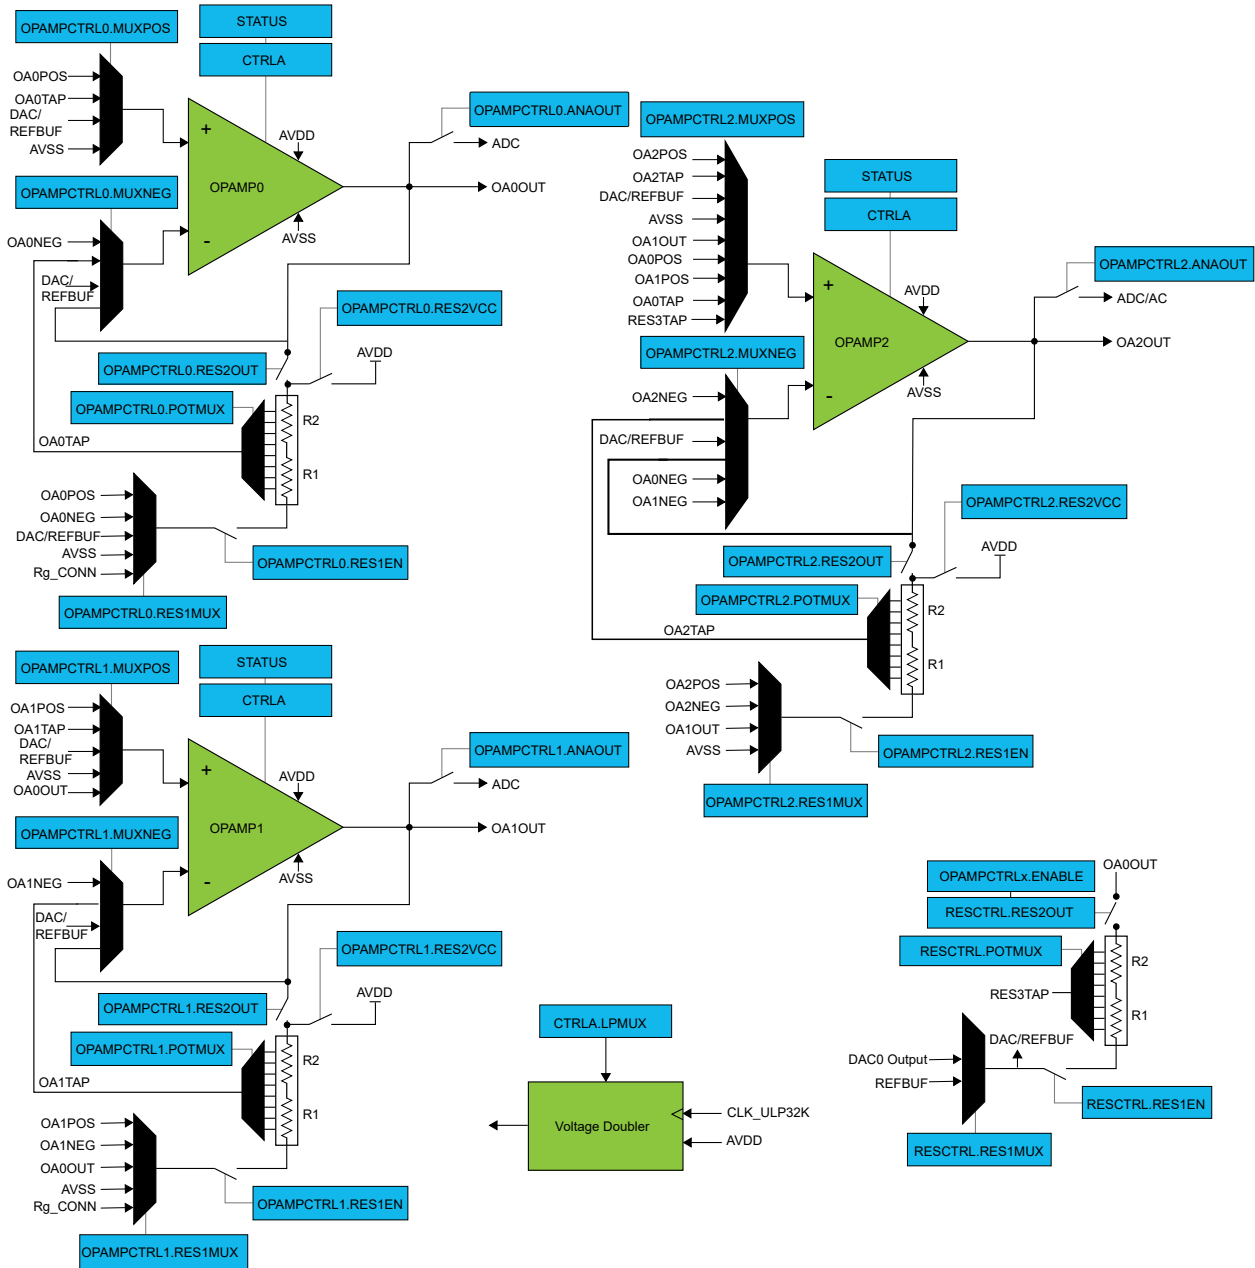 OPAMPCTRL0.MUXPOS
STATUS
CTRLA
OA0POS
OA0TAP
DAC/
REFBUF
AVSS
+
-
OPAMP0
AVDD
AVSS
OPAMPCTRL0.ANAOUT
ADC
OA0OUT
OPAMPCTRL0.MUXNEG
OA0NEG
DAC/
REFBUF
OPAMPCTRL0.RES2VCC
AVDD
OPAMPCTRL0.RES2OUT
OPAMPCTRL0.POTMUX
R2
R1
OA0TAP
OA0POS
OA0NEG
DAC/REFBUF
AVSS
Rg_CONN
OPAMPCTRL0.RES1EN
OPAMPCTRL0.RES1MUX
OPAMPCTRL2.MUXPOS
OA2POS
OA2TAP
DAC/REFBUF
AVSS
OA1OUT
OA0POS
OA1POS
OA0TAP
RES3TAP
STATUS
CTRLA
+
-
OPAMP2
AVDD
AVSS
OPAMPCTRL2.ANAOUT
ADC/AC
OA2OUT
OPAMPCTRL2.MUXNEG
OA2NEG
DAC/REFBUF
OA0NEG
OA1NEG
OPAMPCTRL2.RES2VCC
AVDD
OPAMPCTRL2.RES2OUT
OPAMPCTRL2.POTMUX
R2
R1
OA2TAP
OA2POS
OA2NEG
OA1OUT
AVSS
OPAMPCTRL2.RES1EN
OPAMPCTRL2.RES1MUX
OPAMPCTRL1.MUXPOS
STATUS
CTRLA
OA1POS
OA1TAP
DAC/
REFBUF
AVSS
OA0OUT
+
-
OPAMP1
AVDD
AVSS
OPAMPCTRL1.ANAOUT
ADC
OA1OUT
OPAMPCTRL1.MUXNEG
OA1NEG
DAC/
REFBUF
OPAMPCTRL1.RES2VCC
AVDD
OPAMPCTRL1.RES2OUT
OPAMPCTRL1.POTMUX
R2
R1
OA1TAP
OA1POS
OA1NEG
OA0OUT
AVSS
Rg_CONN
OPAMPCTRL1.RES1EN
OPAMPCTRL1.RES1MUX
CTRLA.LPMUX
Voltage Doubler
CLK_ULP32K
AVDD
OA0OUT
OPAMPCTRLx.ENABLE
RESCTRL.RES2OUT
RESCTRL.POTMUX
R2
R1
RES3TAP
DAC/REFBUF
DAC0 Output
REFBUF
RESCTRL.RES1EN
RESCTRL.RES1MUX